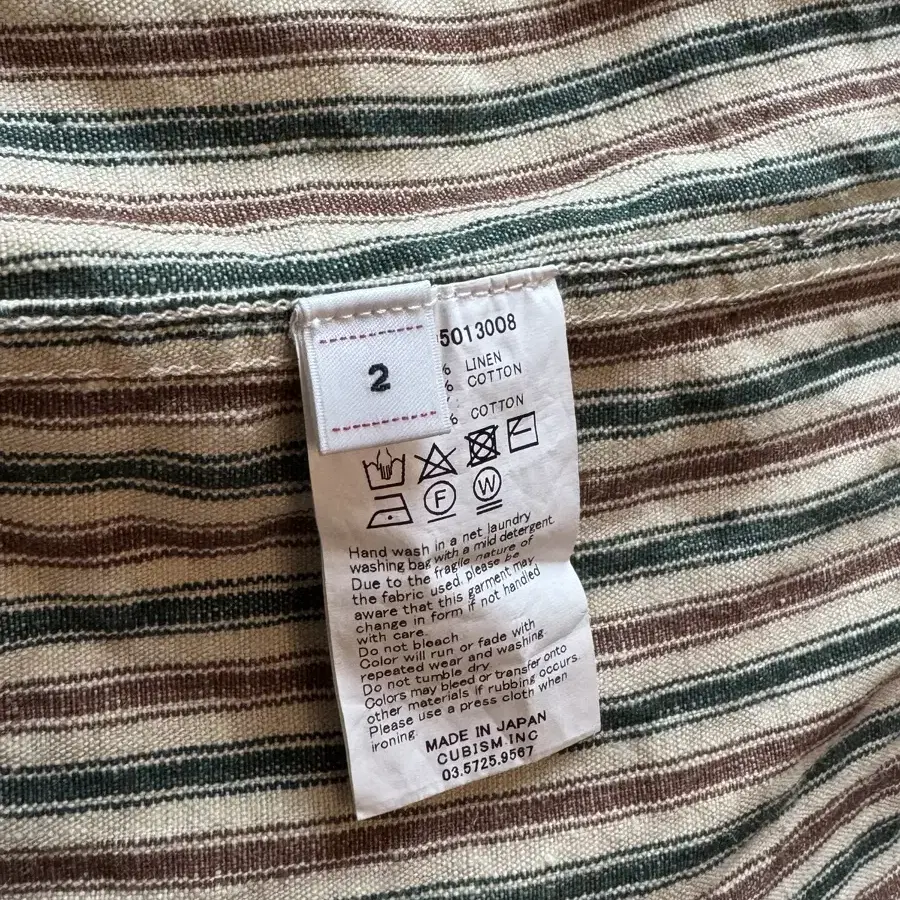 2
5013008
% LINEN
% COTTON
% COTTON
F
W
Hand wash in a net laundry
washing bag with a mild detergent
Due to the fragile nature of
the fabric used, please be
aware that this garment may
change in form if not handled
with care.
Do not bleach.
Color will run or fade with
repeated wear and washing.
Do not tumble dry.
Colors may bleed or transfer onto
other materials if rubbing occurs.
Please use a press cloth when
ironing.
MADE IN JAPAN
CUBISM.INC
03.5725.9567